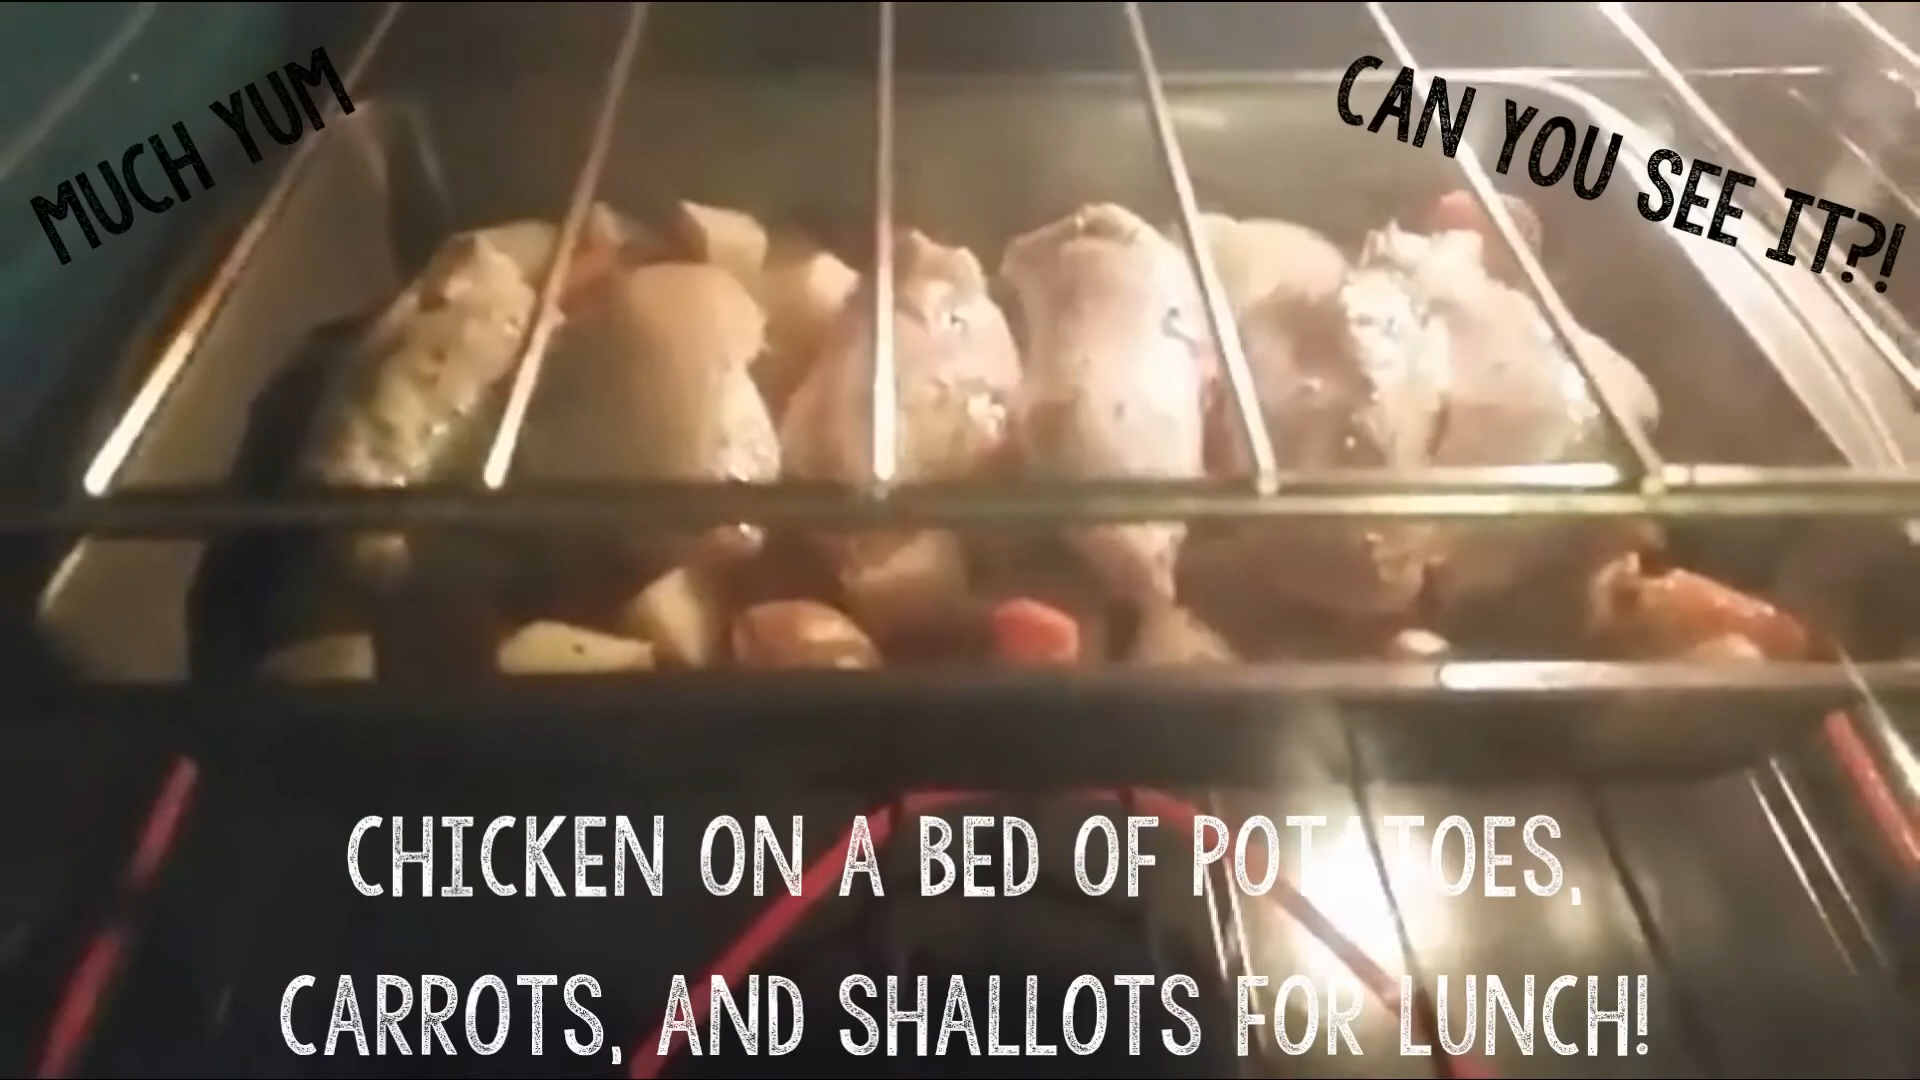 MUCH YUM
CAN YOU SEE IT?!
CHICKEN ON A BED OF POTATOES,
CARROTS, AND SHALLOTS FOR LUNCH!